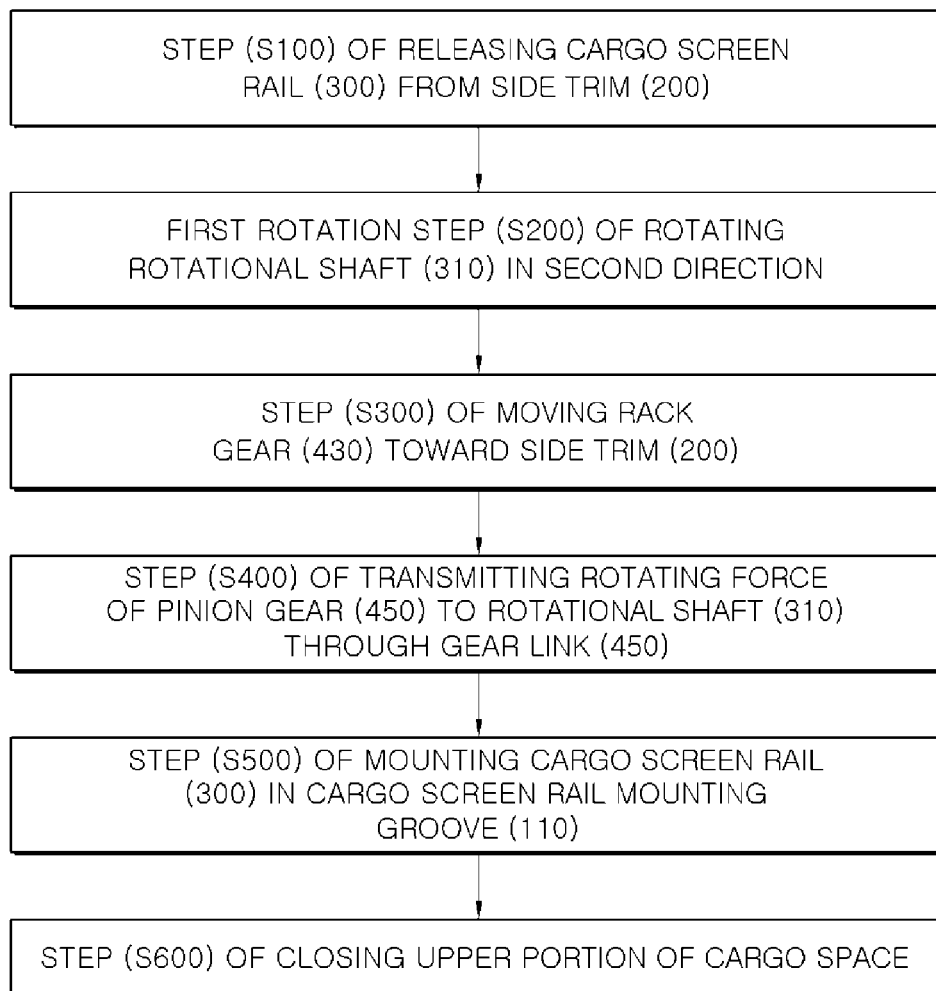 STEP (S100) OF RELEASING CARGO SCREEN
RAIL (300) FROM SIDE TRIM (200)
FIRST ROTATION STEP (S200) OF ROTATING
ROTATIONAL SHAFT (310) IN SECOND DIRECTION
STEP (S300) OF MOVING RACK
GEAR (430) TOWARD SIDE TRIM (200)
STEP (S400) OF TRANSMITTING ROTATING FORCE
OF PINION GEAR (450) TO ROTATIONAL SHAFT (310)
THROUGH GEAR LINK (450)
STEP (S500) OF MOUNTING CARGO SCREEN RAIL
(300) IN CARGO SCREEN RAIL MOUNTING
GROOVE (110)
STEP (S600) OF CLOSING UPPER PORTION OF CARGO SPACE